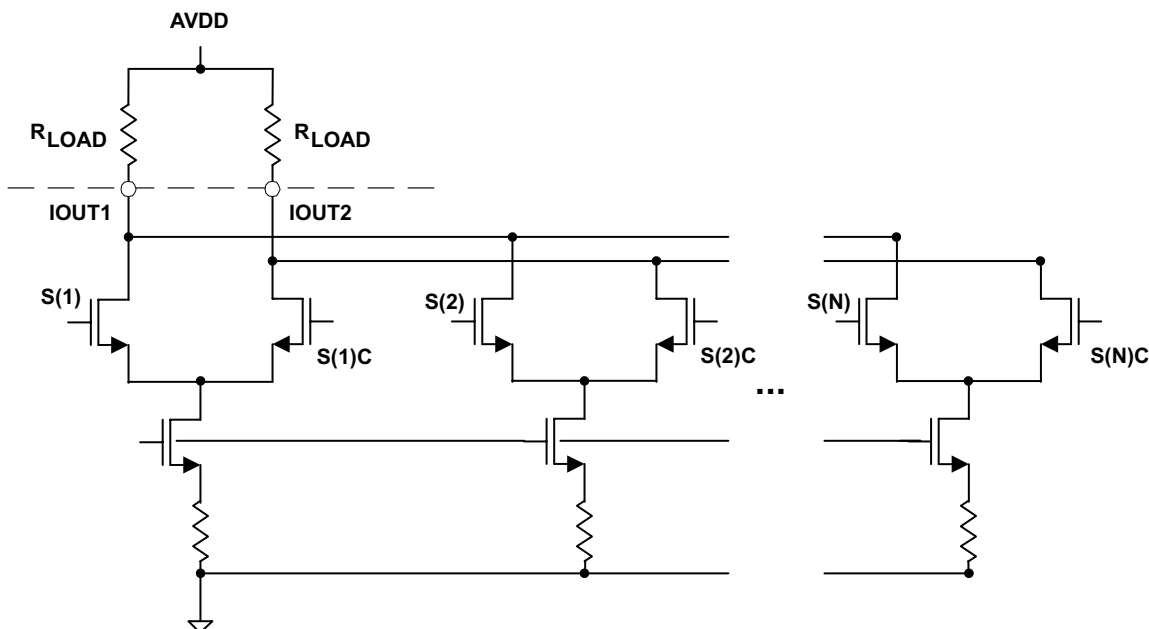 AVDD
RLOAD
RLOAD
IOUT1
IOUT2
S(1)
S(1)C
S(2)
S(2)C
...
S(N)
S(N)C